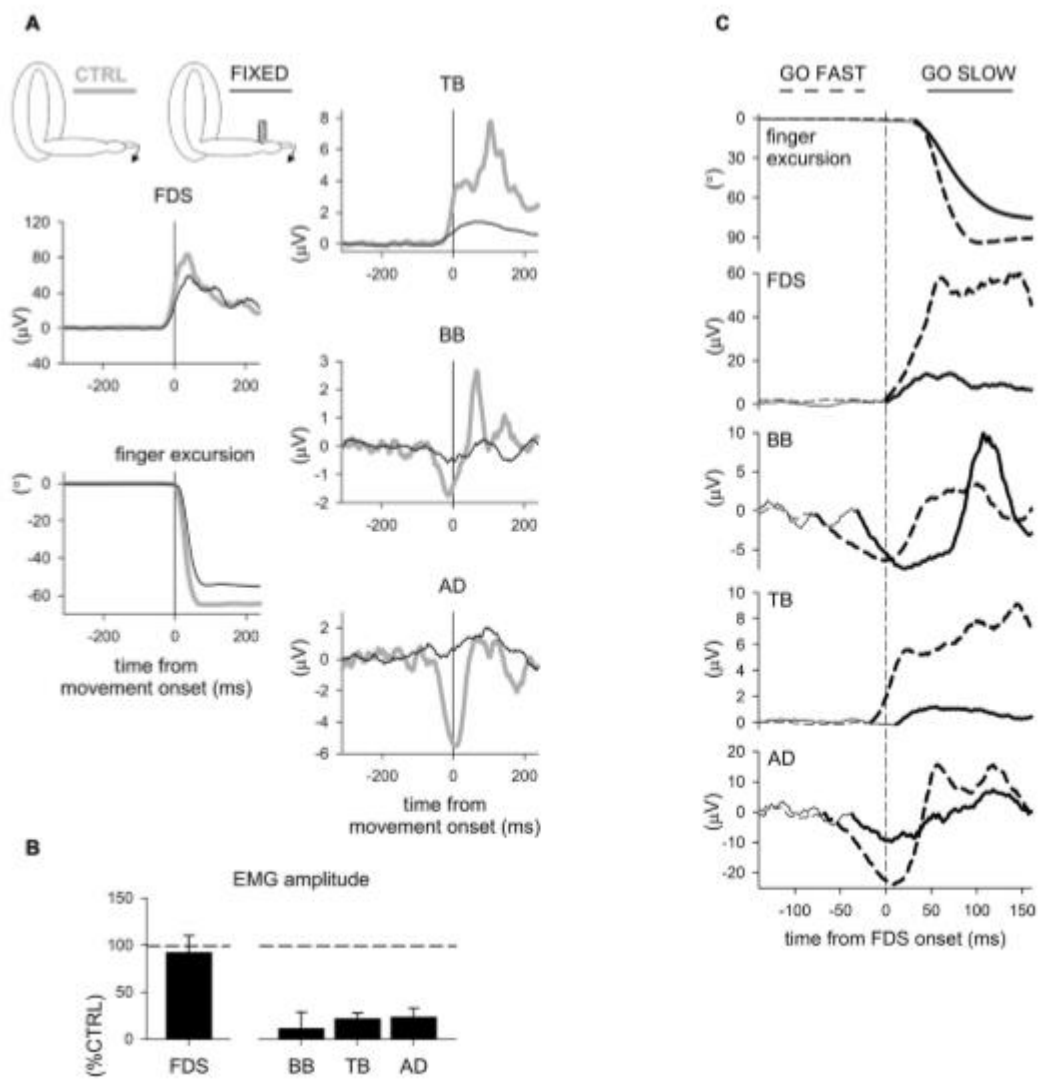 A
CTRL
FIXED
FDS
120
80
40
0
-40
(µV)
-200
0
200
finger excursion
(°)
0
-20
-40
-60
-200
0
200
time from
movement onset (ms)
TB
8
6
4
2
0
(µV)
-200
0
200
BB
3
2
1
0
-1
-2
(µV)
-200
0
200
AD
2
0
-2
-4
-6
(µV)
-200
0
200
time from
movement onset (ms)
B
EMG amplitude
150
100
50
0
(%CTRL)
FDS
BB
TB
AD
C
GO FAST
GO SLOW
0
30
60
90
(°)
finger
excursion
FDS
60
40
20
0
(µV)
BB
10
5
0
-5
(µV)
TB
10
8
6
4
2
0
(µV)
AD
20
10
0
-10
-20
(µV)
-100
-50
0
50
100
150
time from FDS onset (ms)